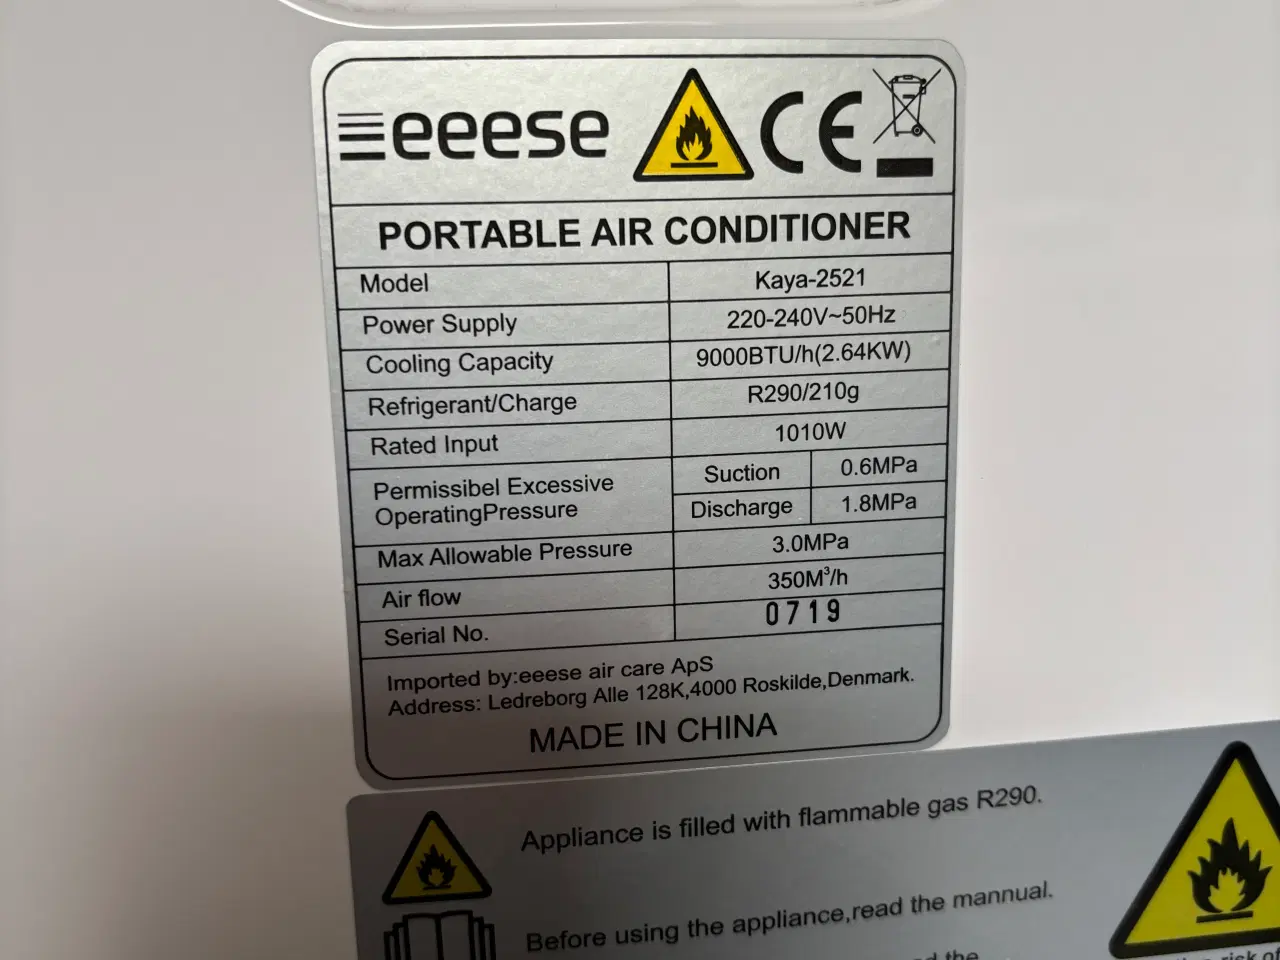 eeese CE
PORTABLE AIR CONDITIONER
Model Kaya-2521
Power Supply 220-240V~50Hz
Cooling Capacity 9000BTU/h(2.64KW)
Refrigerant/Charge R290/210g
Rated Input 1010W
Permissibel Excessive
OperatingPressure
Suction 0.6MPa
Discharge 1.8MPa
Max Allowable Pressure 3.0MPa
Air flow 350M³/h
Serial No. 0719
Imported by:eeese air care ApS
Address: Ledreborg Alle 128K,4000 Roskilde,Denmark.
MADE IN CHINA
Appliance is filled with flammable gas R290.
Before using the appliance,read the mannual.
the
risk of